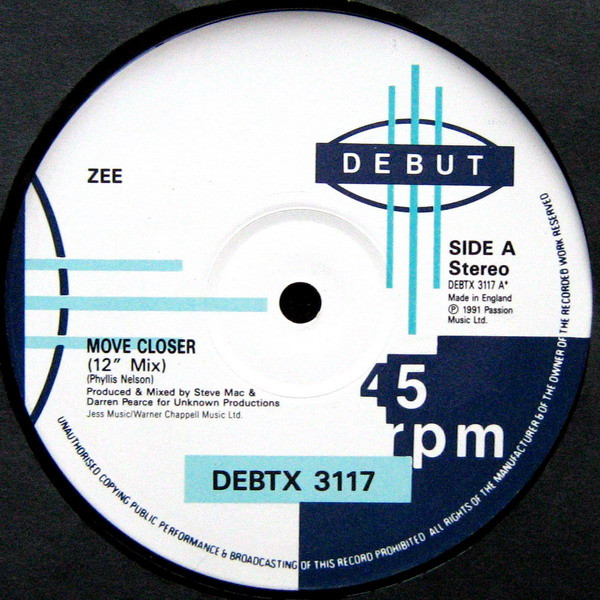 DEBUT
ZEE
SIDE A
Stereo
DEBTX 3117 A*
Made in England
℗ 1991 Passion
Music Ltd.
MOVE CLOSER
(12" Mix)
(Phyllis Nelson)
Produced & Mixed by Steve Mac &
Darren Pearce for Unknown Productions
Jess Music/Warner Chappell Music Ltd.
45
rpm
DEBTX 3117
UNAUTHORISED COPYING PUBLIC PERFORMANCE & BROADCASTING OF THIS RECORD PROHIBITED ALL RIGHTS OF THE MANUFACTURER & OF THE OWNER OF THE RECORDED WORK RESERVED